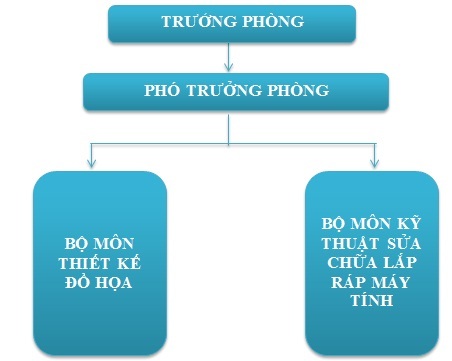 TRƯỞNG PHÒNG
PHÓ TRƯỞNG PHÒNG
BỘ MÔN
THIẾT KẾ
ĐỒ HỌA
BỘ MÔN KỸ
THUẬT SỬA
CHỮA LẮP
RÁP MÁY
TÍNH